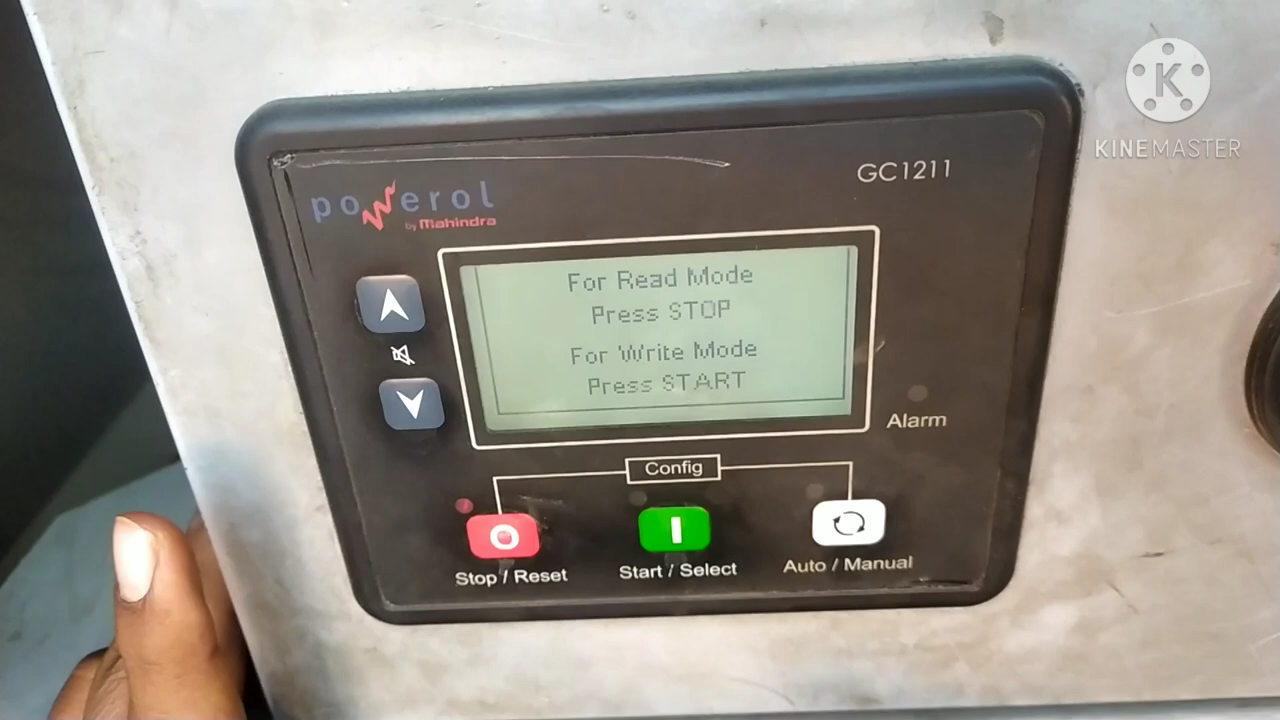 KINEMASTER
GC1211
powerol
by Mahindra
For Read Mode
Press STOP
For Write Mode
Press START
Alarm
Config
Stop / Reset
Start / Select
Auto / Manual